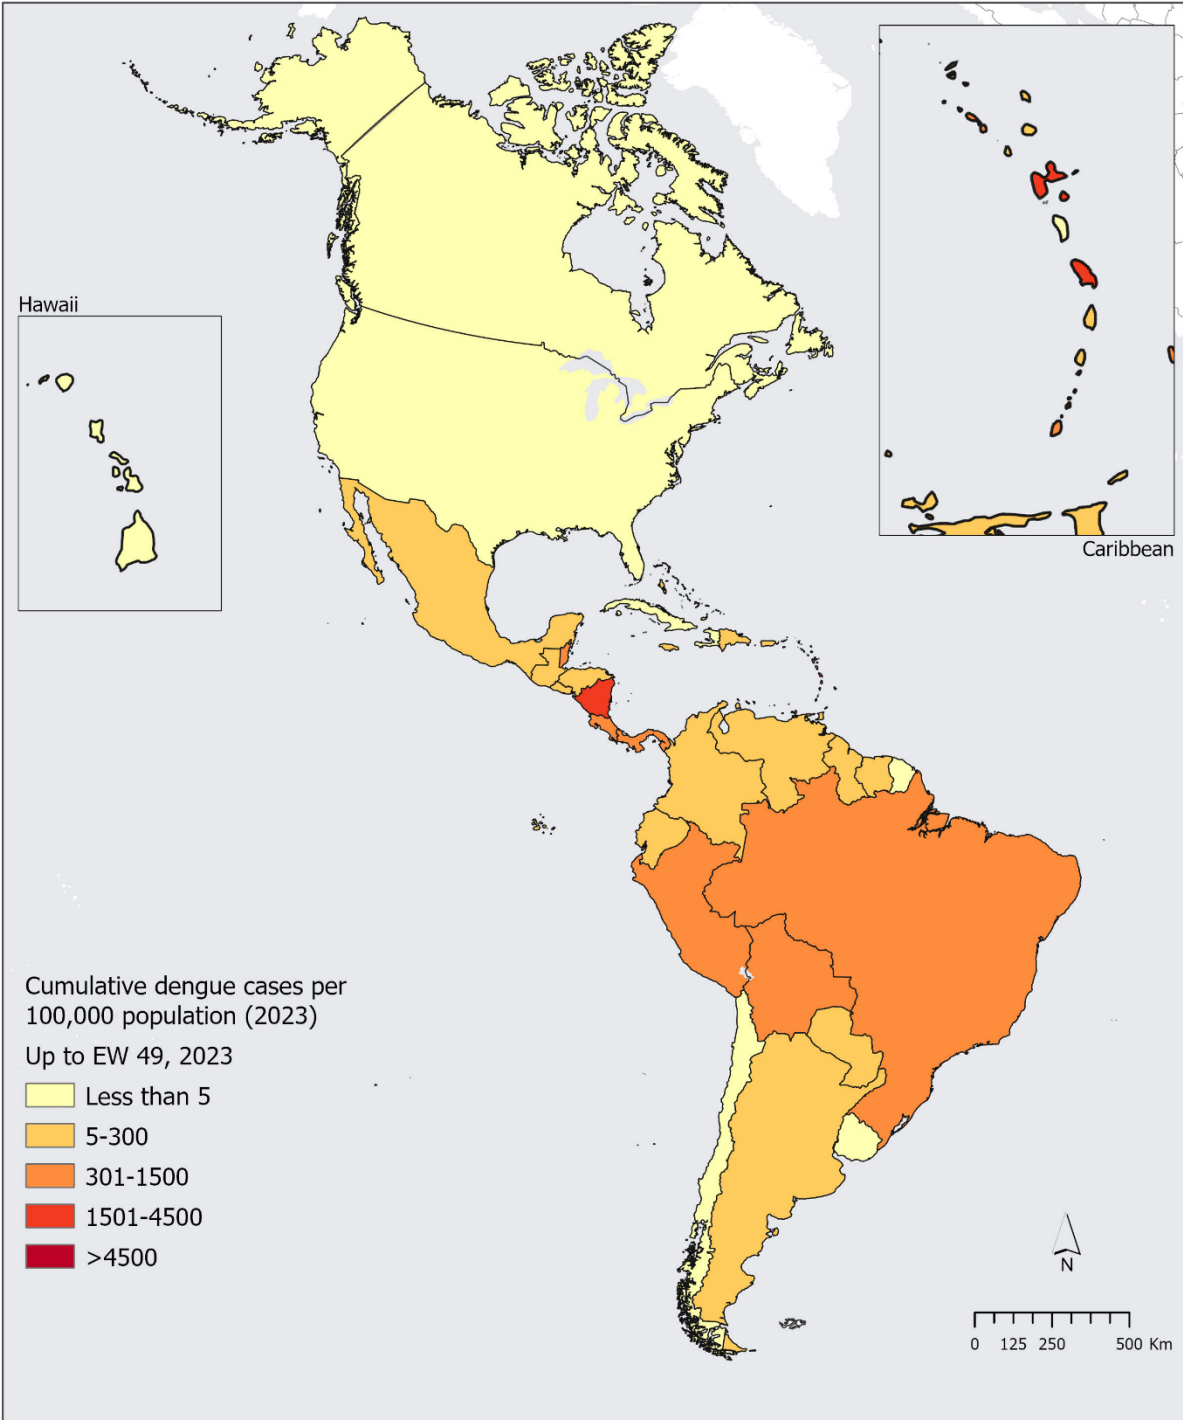 Hawaii
Caribbean
Cumulative dengue cases per
100,000 population (2023)
Up to EW 49, 2023
Less than 5
5-300
301-1500
1501-4500
>4500
N
0 125 250 500 Km